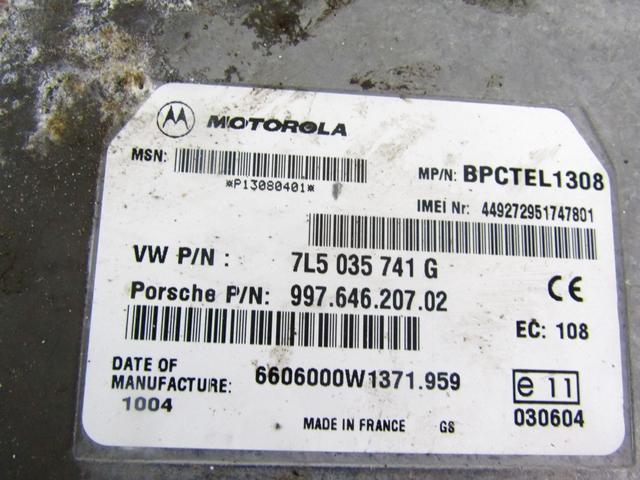 MOTOROLA
MSN:
*P13080401*
MP/N: BPCTEL1308
IMEI Nr: 449272951747801
VW P/N : 7L5 035 741 G
Porsche P/N: 997.646.207.02
CE
EC: 108
DATE OF
MANUFACTURE: 6606000W1371.959
1004
e 11
030604
MADE IN FRANCE GS